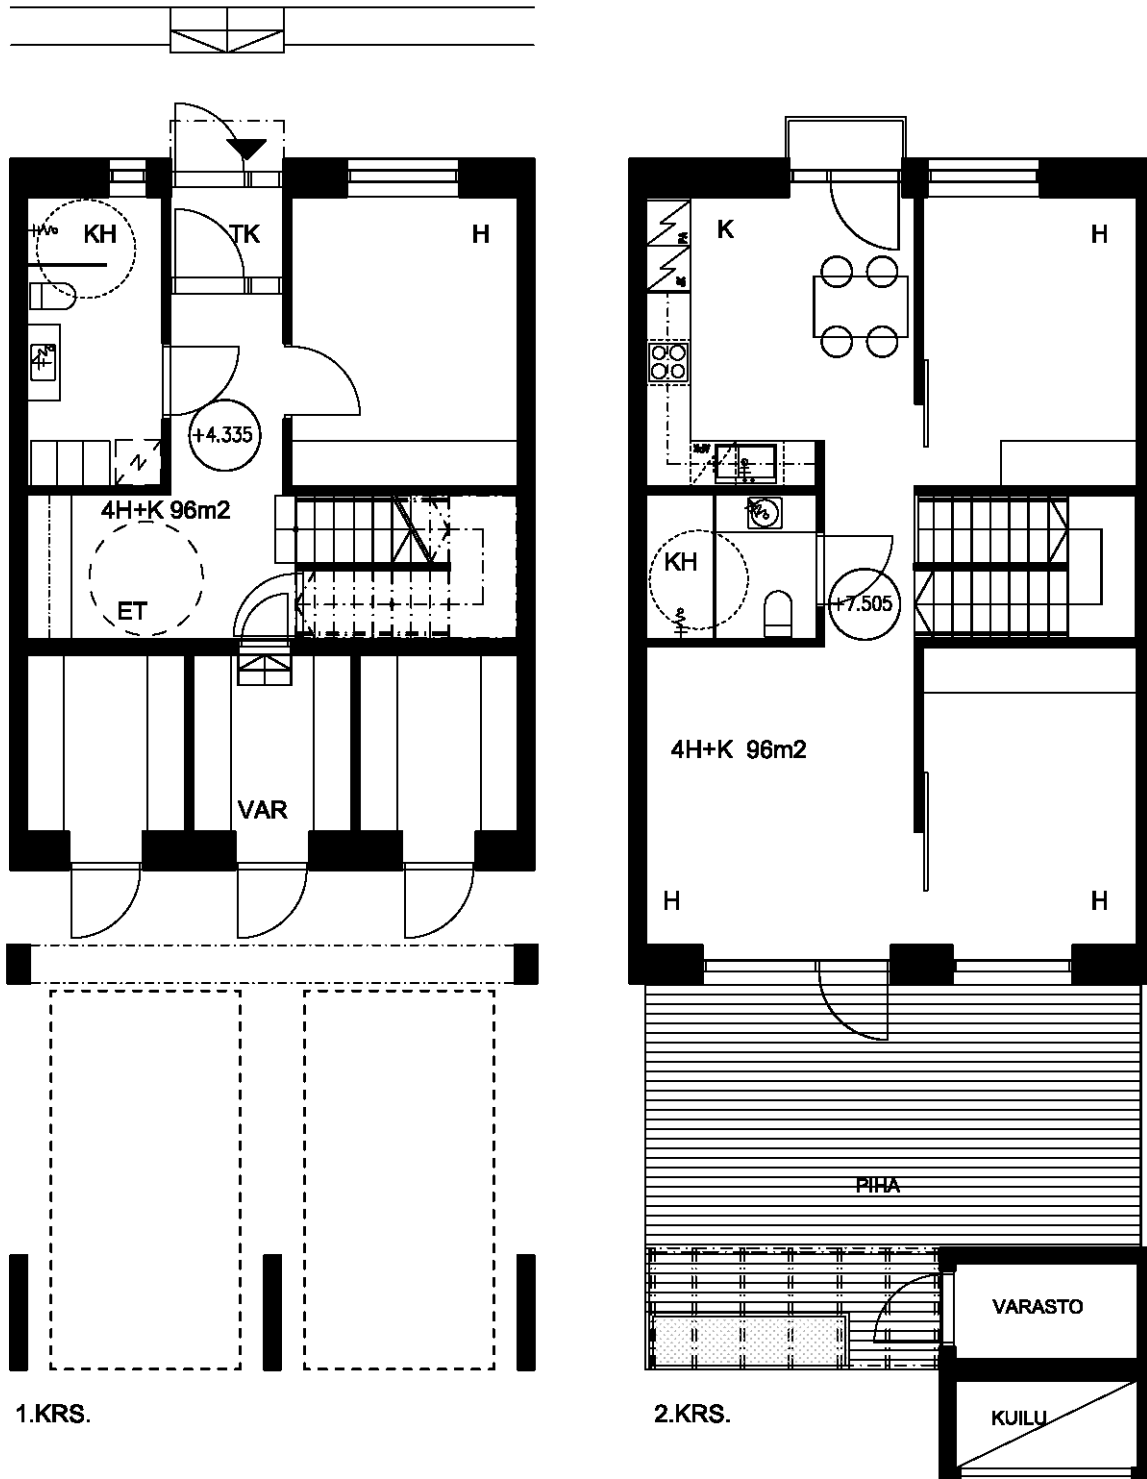 KH
TK
H
+4.335
4H+K 96m2
ET
VAR
1.KRS.
K
H
KH
+7.505
4H+K 96m2
H
H
PIHA
VARASTO
KUILU
2.KRS.